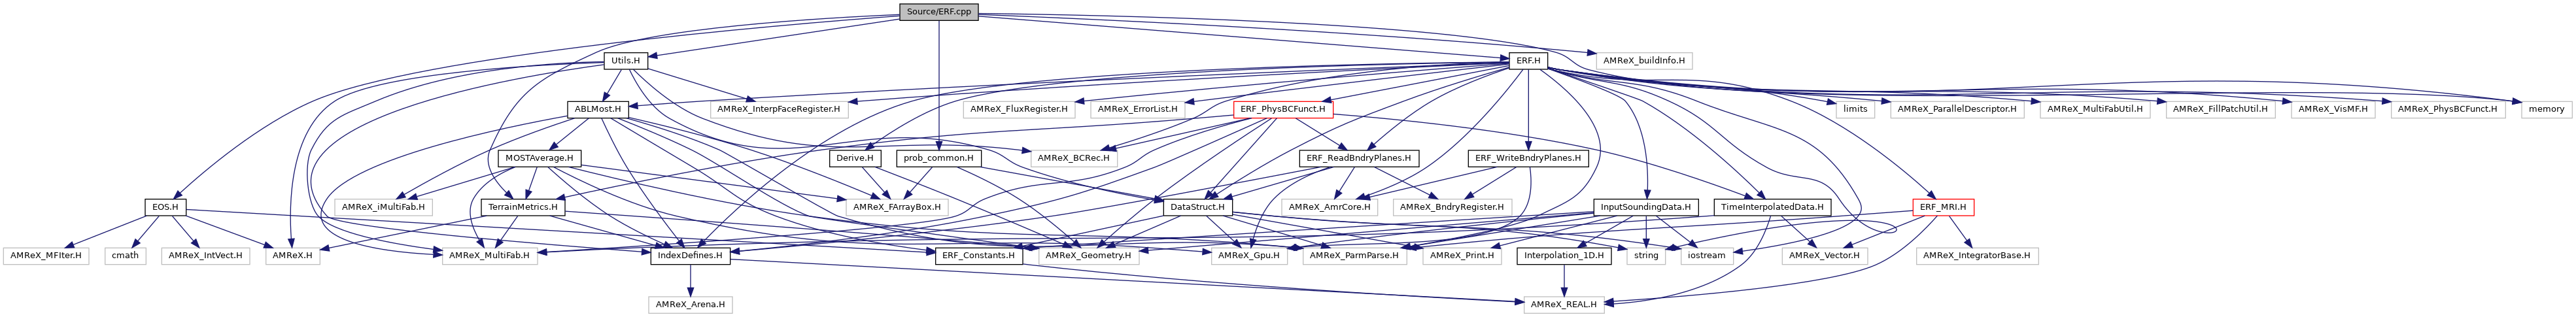 Source/ERF.cpp
Utils.H
ERF.H
AMReX_buildInfo.H
ABLMost.H
AMReX_InterpFaceRegister.H
AMReX_FluxRegister.H
AMReX_ErrorList.H
ERF_PhysBCFunct.H
limits
AMReX_ParallelDescriptor.H
AMReX_MultiFabUtil.H
AMReX_FillPatchUtil.H
AMReX_VisMF.H
AMReX_PhysBCFunct.H
memory
MOSTAverage.H
Derive.H
prob_common.H
AMReX_BCRec.H
ERF_ReadBndryPlanes.H
ERF_WriteBndryPlanes.H
EOS.H
AMReX_iMultiFab.H
TerrainMetrics.H
AMReX_FArrayBox.H
DataStruct.H
AMReX_AmrCore.H
AMReX_BndryRegister.H
InputSoundingData.H
TimeInterpolatedData.H
ERF_MRI.H
AMReX_MFIter.H
cmath
AMReX_IntVect.H
AMReX.H
AMReX_MultiFab.H
IndexDefines.H
ERF_Constants.H
AMReX_Geometry.H
AMReX_Gpu.H
AMReX_ParmParse.H
AMReX_Print.H
Interpolation_1D.H
string
iostream
AMReX_Vector.H
AMReX_IntegratorBase.H
AMReX_Arena.H
AMReX_REAL.H